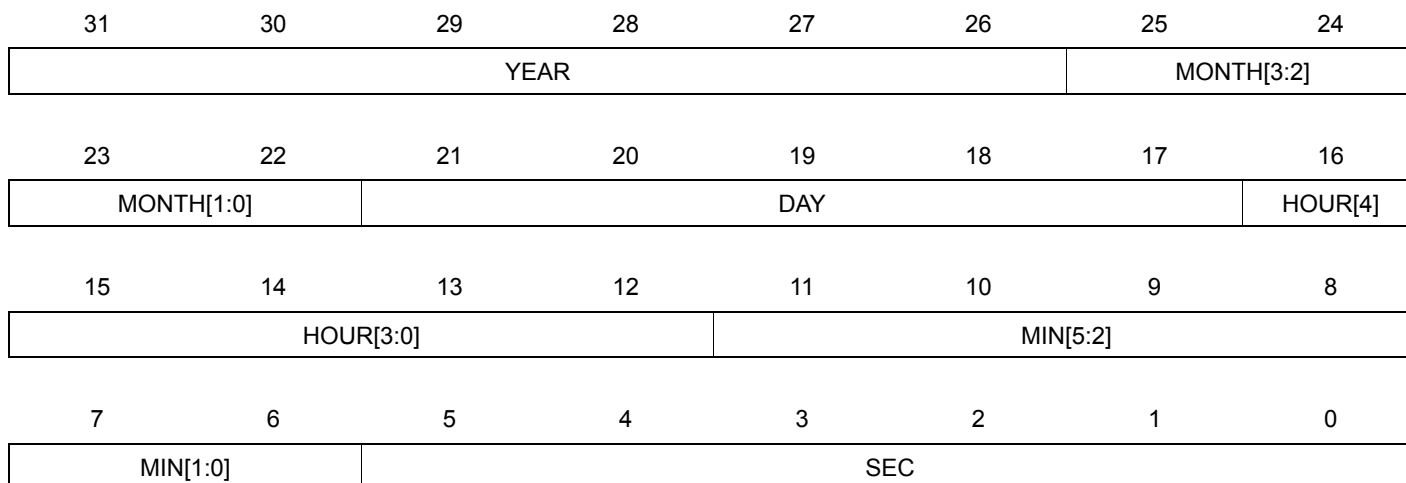 31 30 29 28 27 26 25 24
YEAR MONTH[3:2]
23 22 21 20 19 18 17 16
MONTH[1:0] DAY HOUR[4]
15 14 13 12 11 10 9 8
HOUR[3:0] MIN[5:2]
7 6 5 4 3 2 1 0
MIN[1:0] SEC